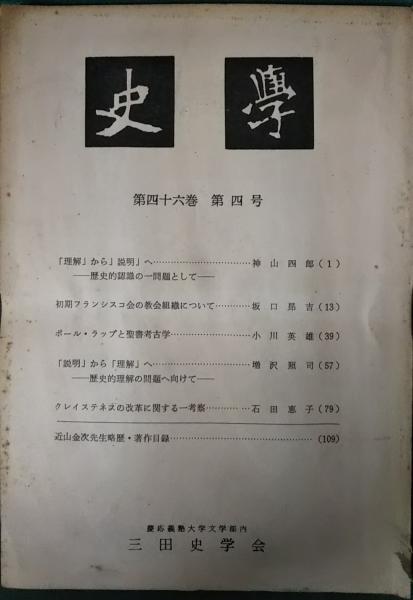 史 學
第四十六巻 第四号
「理解」から「説明」へ…………………………神山四郎(1)
――歴史的認識の一問題として――
初期フランシスコ会の教会組織について…………坂口昂吉(13)
ポール・ラップと聖書考古学………………………小川英雄(39)
「説明」から「理解」へ…………………………増沢照司(57)
――歴史的理解の問題へ向けて――
クレイステネスの改革に関する一考察…………石田恵子(79)
近山金次先生略歴・著作目録………………………………………(109)
慶応義塾大学文学部内
三田史学会